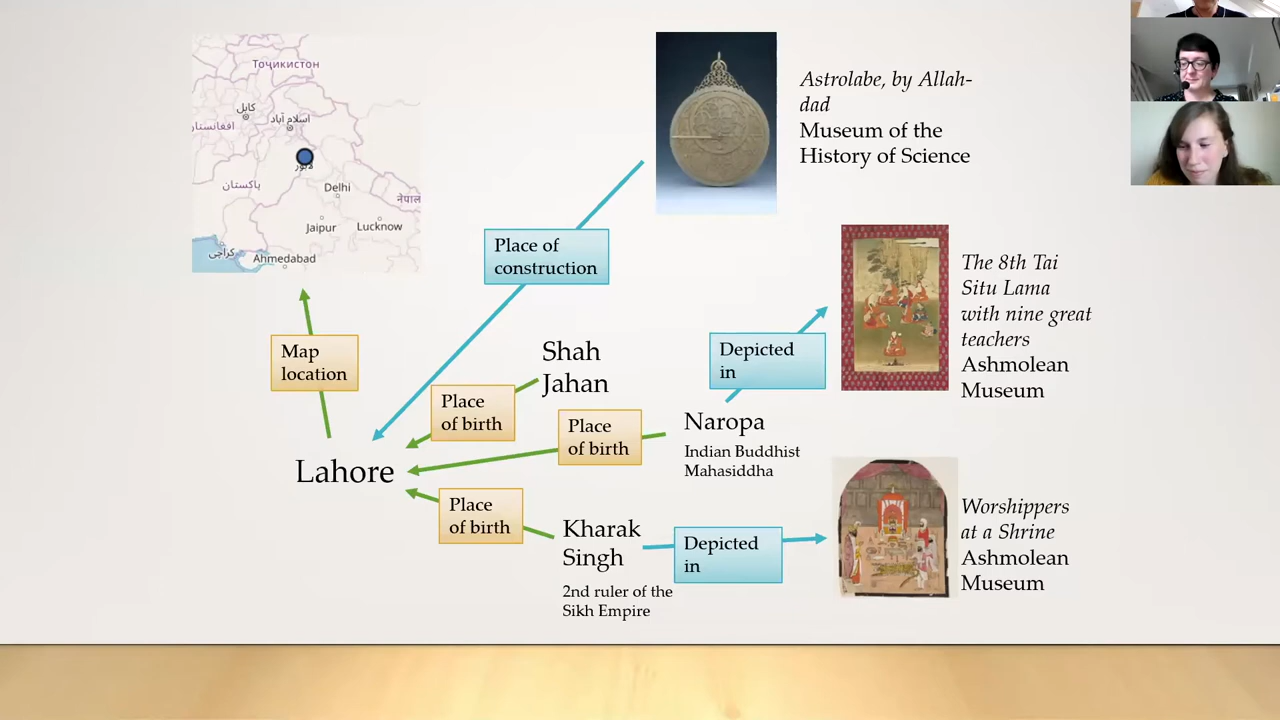 Тоҷикистон
کابل
اسلام آباد
افغانستان
لاہور
پاکستان
Delhi
नेपाल
Jaipur
Lucknow
کراچی
Ahmedabad
Astrolabe, by Allah-
dad
Museum of the
History of Science
Place of
construction
The 8th Tai
Situ Lama
with nine great
teachers
Ashmolean
Museum
Map
location
Shah
Jahan
Depicted
in
Place
of birth
Place
of birth
Naropa
Indian Buddhist
Mahasiddha
Lahore
Place
of birth
Kharak
Singh
2nd ruler of the
Sikh Empire
Depicted
in
Worshippers
at a Shrine
Ashmolean
Museum